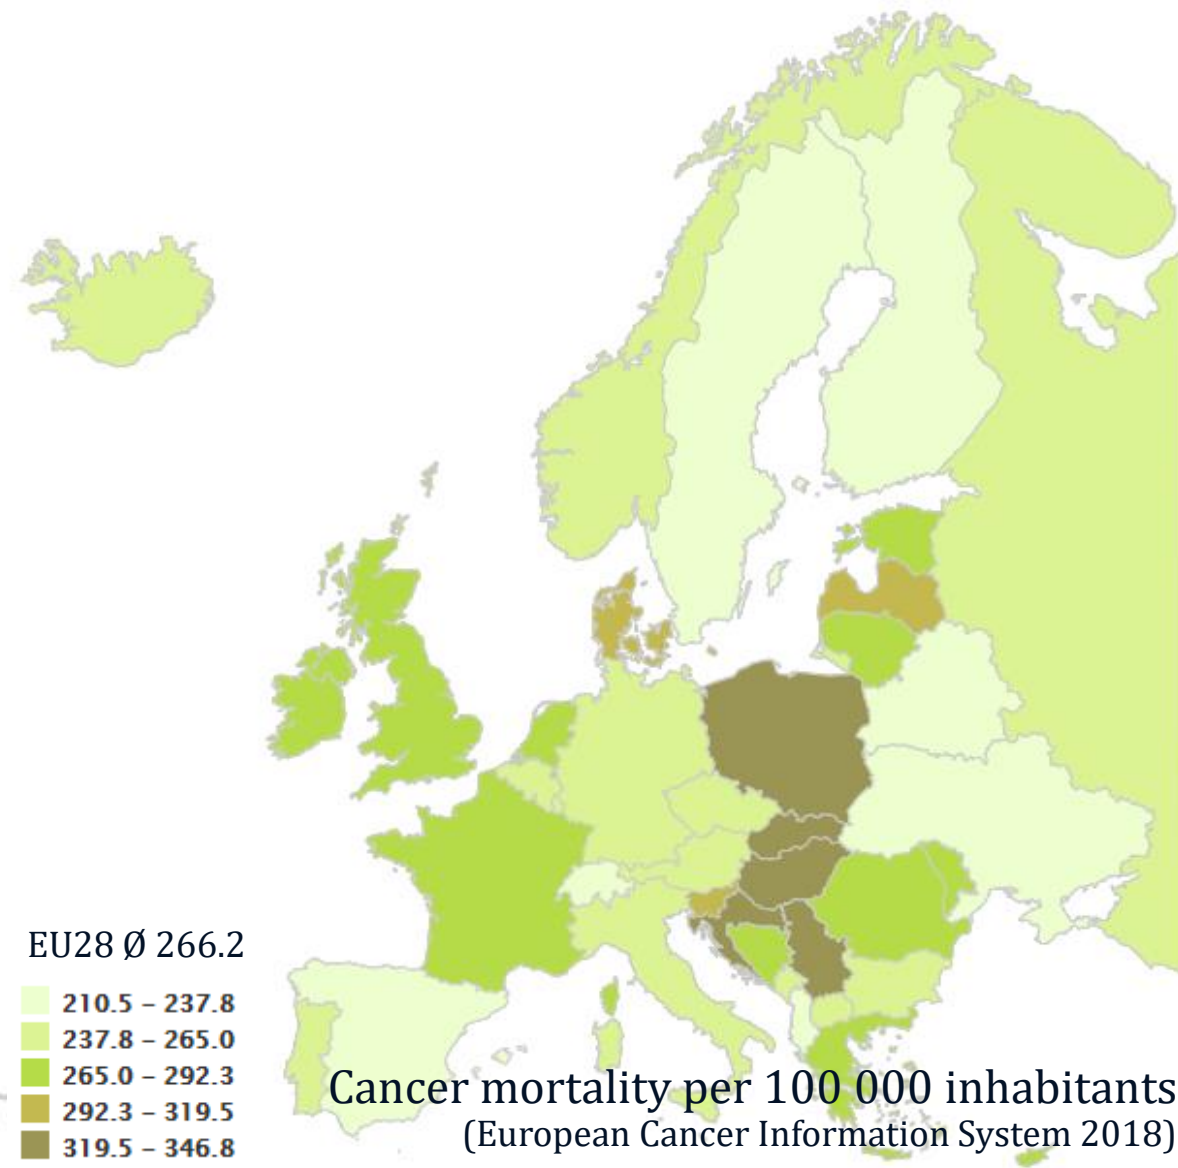 EU28 Ø 266.2
210.5 – 237.8
237.8 – 265.0
265.0 – 292.3
292.3 – 319.5
319.5 – 346.8
Cancer mortality per 100 000 inhabitants
(European Cancer Information System 2018)